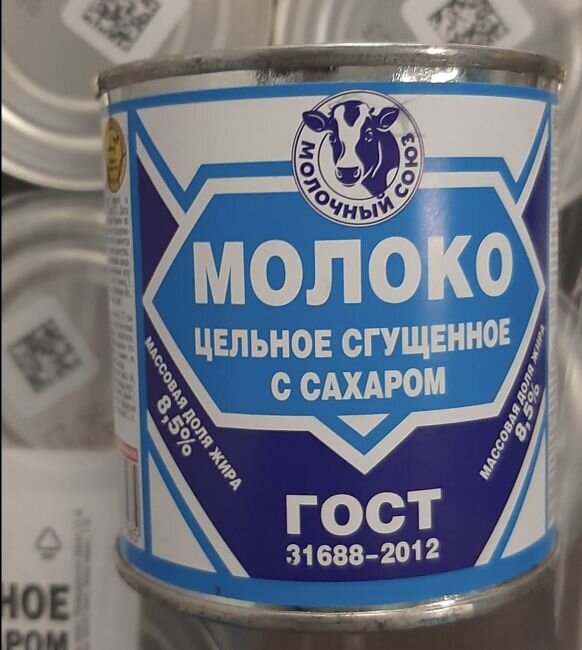 МОЛОЧНЫЙ СОЮЗ
МОЛОКО
ЦЕЛЬНОЕ СГУЩЕННОЕ
С САХАРОМ
МАССОВАЯ ДОЛЯ ЖИРА
8,5%
МАССОВАЯ ДОЛЯ ЖИРА
8,5%
ГОСТ
31688-2012
НОЕ
РОМ